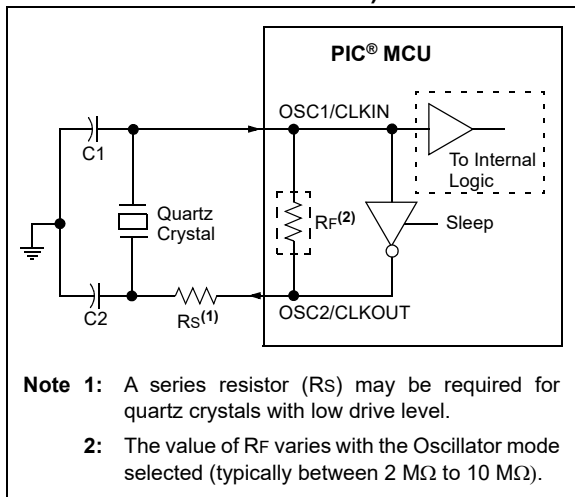 PIC® MCU
OSC1/CLKIN
C1
To Internal
Logic
Quartz
Crystal
RF(2)
Sleep
C2
RS(1)
OSC2/CLKOUT
Note 1: A series resistor (RS) may be required for
quartz crystals with low drive level.
2: The value of RF varies with the Oscillator mode
selected (typically between 2 MΩ to 10 MΩ).